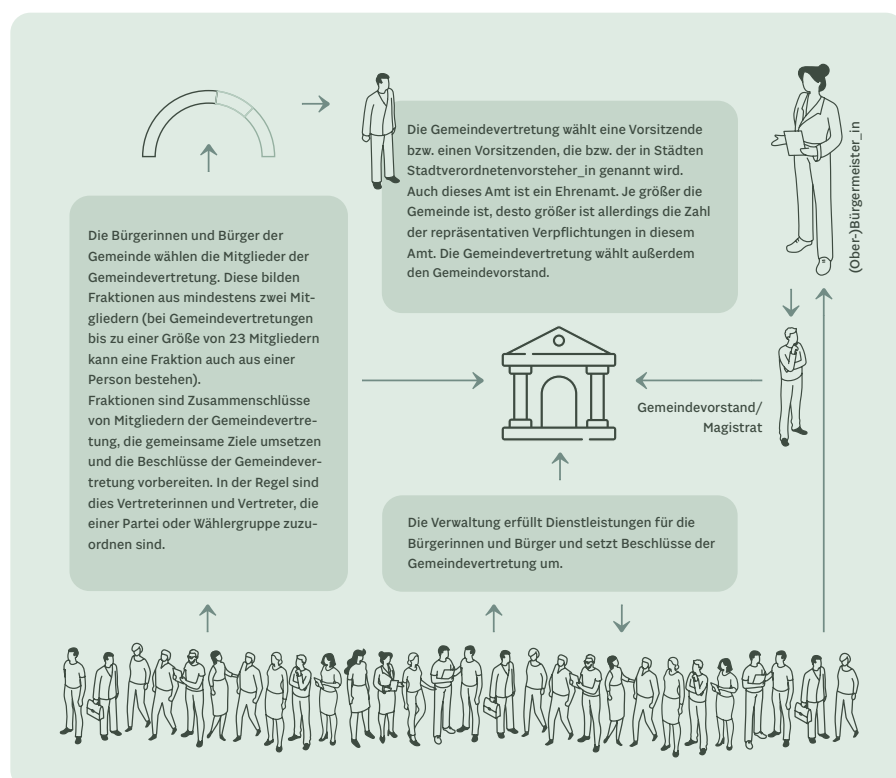 Die Gemeindevertretung wählt eine Vorsitzende
bzw. einen Vorsitzenden, die bzw. der in Städten
Stadtverordnetenvorsteher_in genannt wird.
Auch dieses Amt ist ein Ehrenamt. Je größer die
Gemeinde ist, desto größer ist allerdings die Zahl
der repräsentativen Verpflichtungen in diesem
Amt. Die Gemeindevertretung wählt außerdem
den Gemeindevorstand.
(Ober-)Bürgermeister_in
Die Bürgerinnen und Bürger der
Gemeinde wählen die Mitglieder der
Gemeindevertretung. Diese bilden
Fraktionen aus mindestens zwei Mit-
gliedern (bei Gemeindevertretungen
bis zu einer Größe von 23 Mitgliedern
kann eine Fraktion auch aus einer
Person bestehen).
Fraktionen sind Zusammenschlüsse
von Mitgliedern der Gemeindevertre-
tung, die gemeinsame Ziele umsetzen
und die Beschlüsse der Gemeindever-
tretung vorbereiten. In der Regel sind
dies Vertreterinnen und Vertreter, die
einer Partei oder Wählergruppe zuzu-
ordnen sind.
Gemeindevorstand/
Magistrat
Die Verwaltung erfüllt Dienstleistungen für die
Bürgerinnen und Bürger und setzt Beschlüsse der
Gemeindevertretung um.